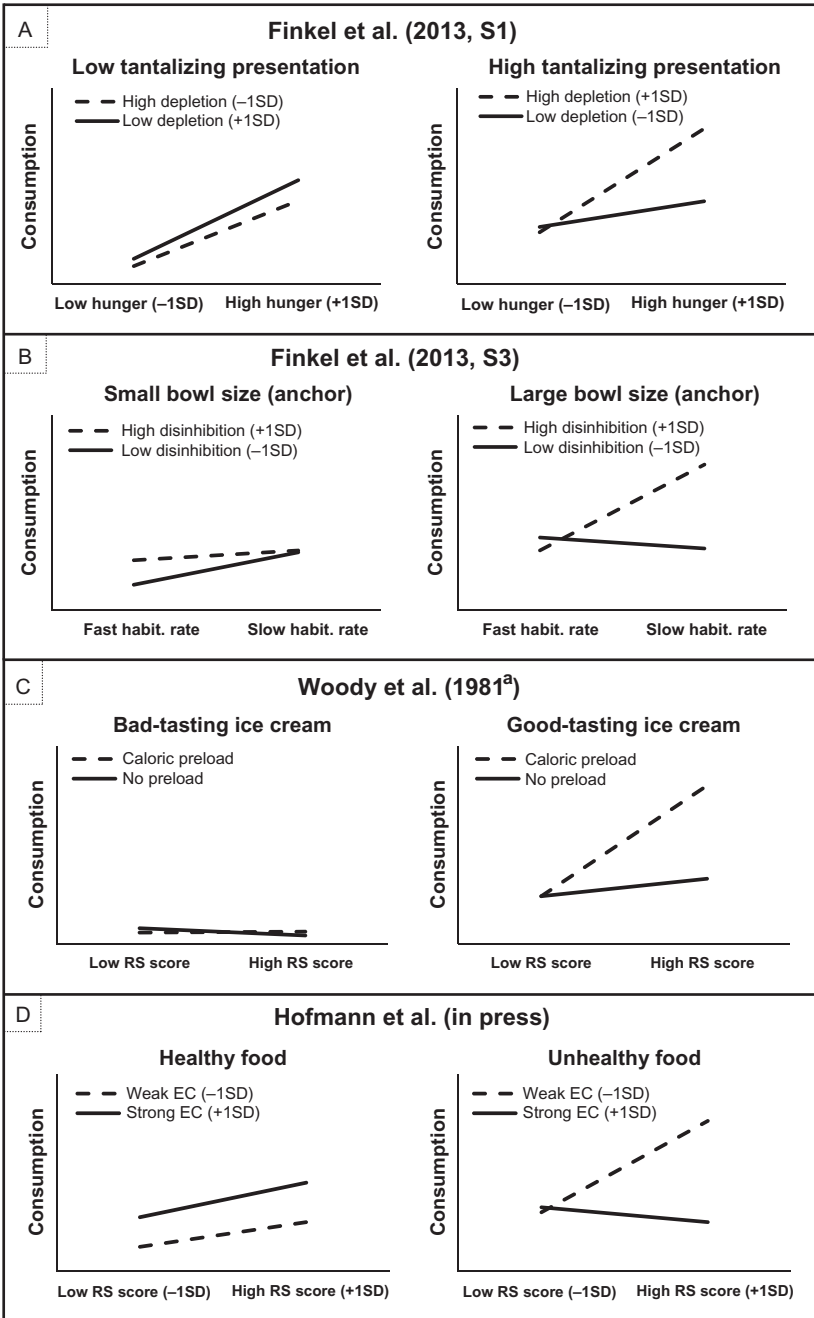 A
Finkel et al. (2013, S1)
Low tantalizing presentation
High depletion (–1SD)
Low depletion (+1SD)
Consumption
Low hunger (–1SD) High hunger (+1SD)
High tantalizing presentation
High depletion (+1SD)
Low depletion (–1SD)
Consumption
Low hunger (–1SD) High hunger (+1SD)
B
Finkel et al. (2013, S3)
Small bowl size (anchor)
High disinhibition (+1SD)
Low disinhibition (–1SD)
Consumption
Fast habit. rate Slow habit. rate
Large bowl size (anchor)
High disinhibition (+1SD)
Low disinhibition (–1SD)
Consumption
Fast habit. rate Slow habit. rate
C
Woody et al. (1981ᵃ)
Bad-tasting ice cream
Caloric preload
No preload
Consumption
Low RS score High RS score
Good-tasting ice cream
Caloric preload
No preload
Consumption
Low RS score High RS score
D
Hofmann et al. (in press)
Healthy food
Weak EC (–1SD)
Strong EC (+1SD)
Consumption
Low RS score (–1SD) High RS score (+1SD)
Unhealthy food
Weak EC (–1SD)
Strong EC (+1SD)
Consumption
Low RS score (–1SD) High RS score (+1SD)